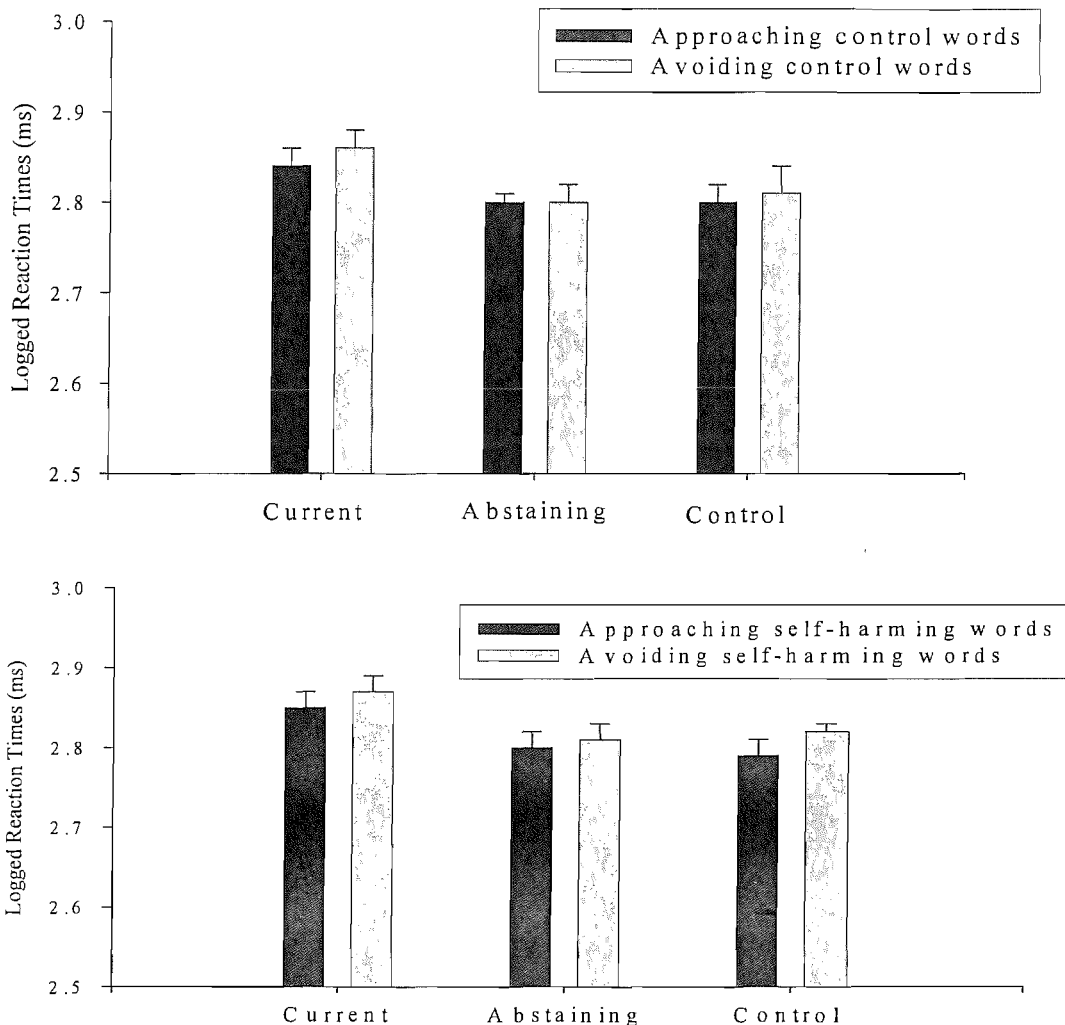 3.0
Approaching control words
Avoiding control words
2.9
2.8
2.7
2.6
2.5
Logged Reaction Times (ms)
Current
Abstaining
Control
3.0
Approaching self-harming words
Avoiding self-harming words
2.9
2.8
2.7
2.6
2.5
Logged Reaction Times (ms)
Current
Abstaining
Control